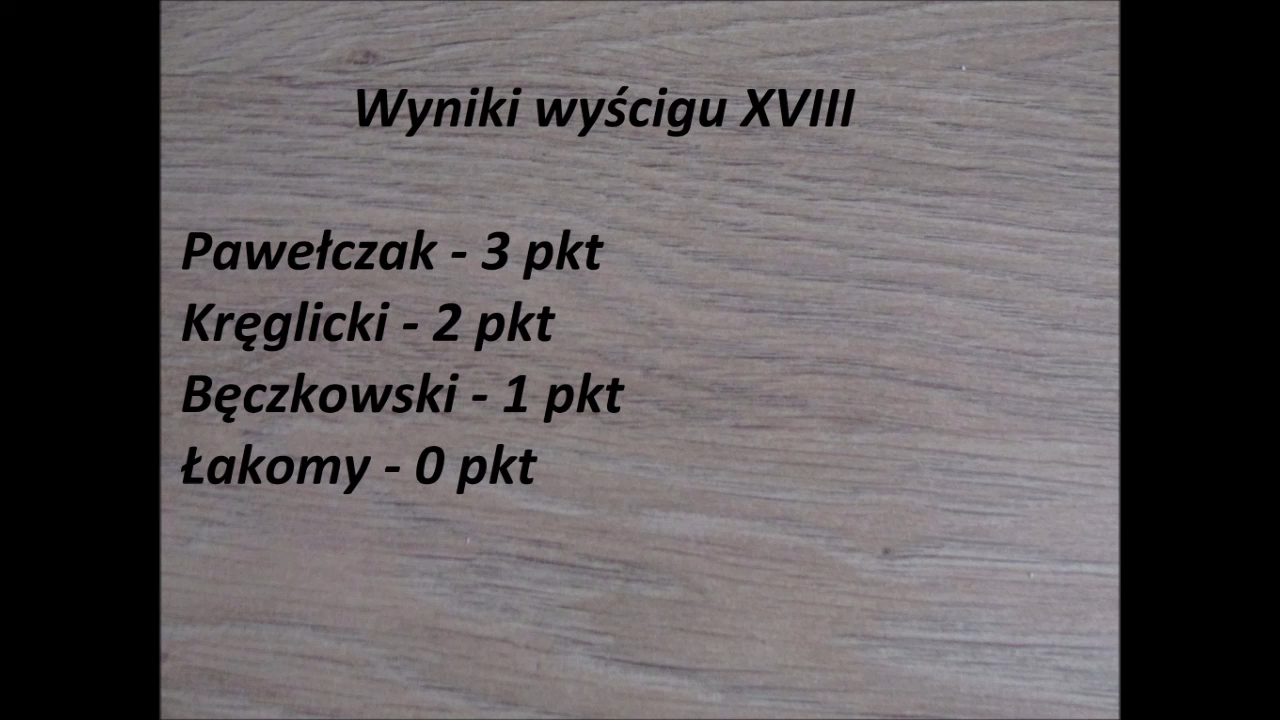 Wyniki wyścigu XVIII
Pawełczak - 3 pkt
Kręglicki - 2 pkt
Bęczkowski - 1 pkt
Łakomy - 0 pkt